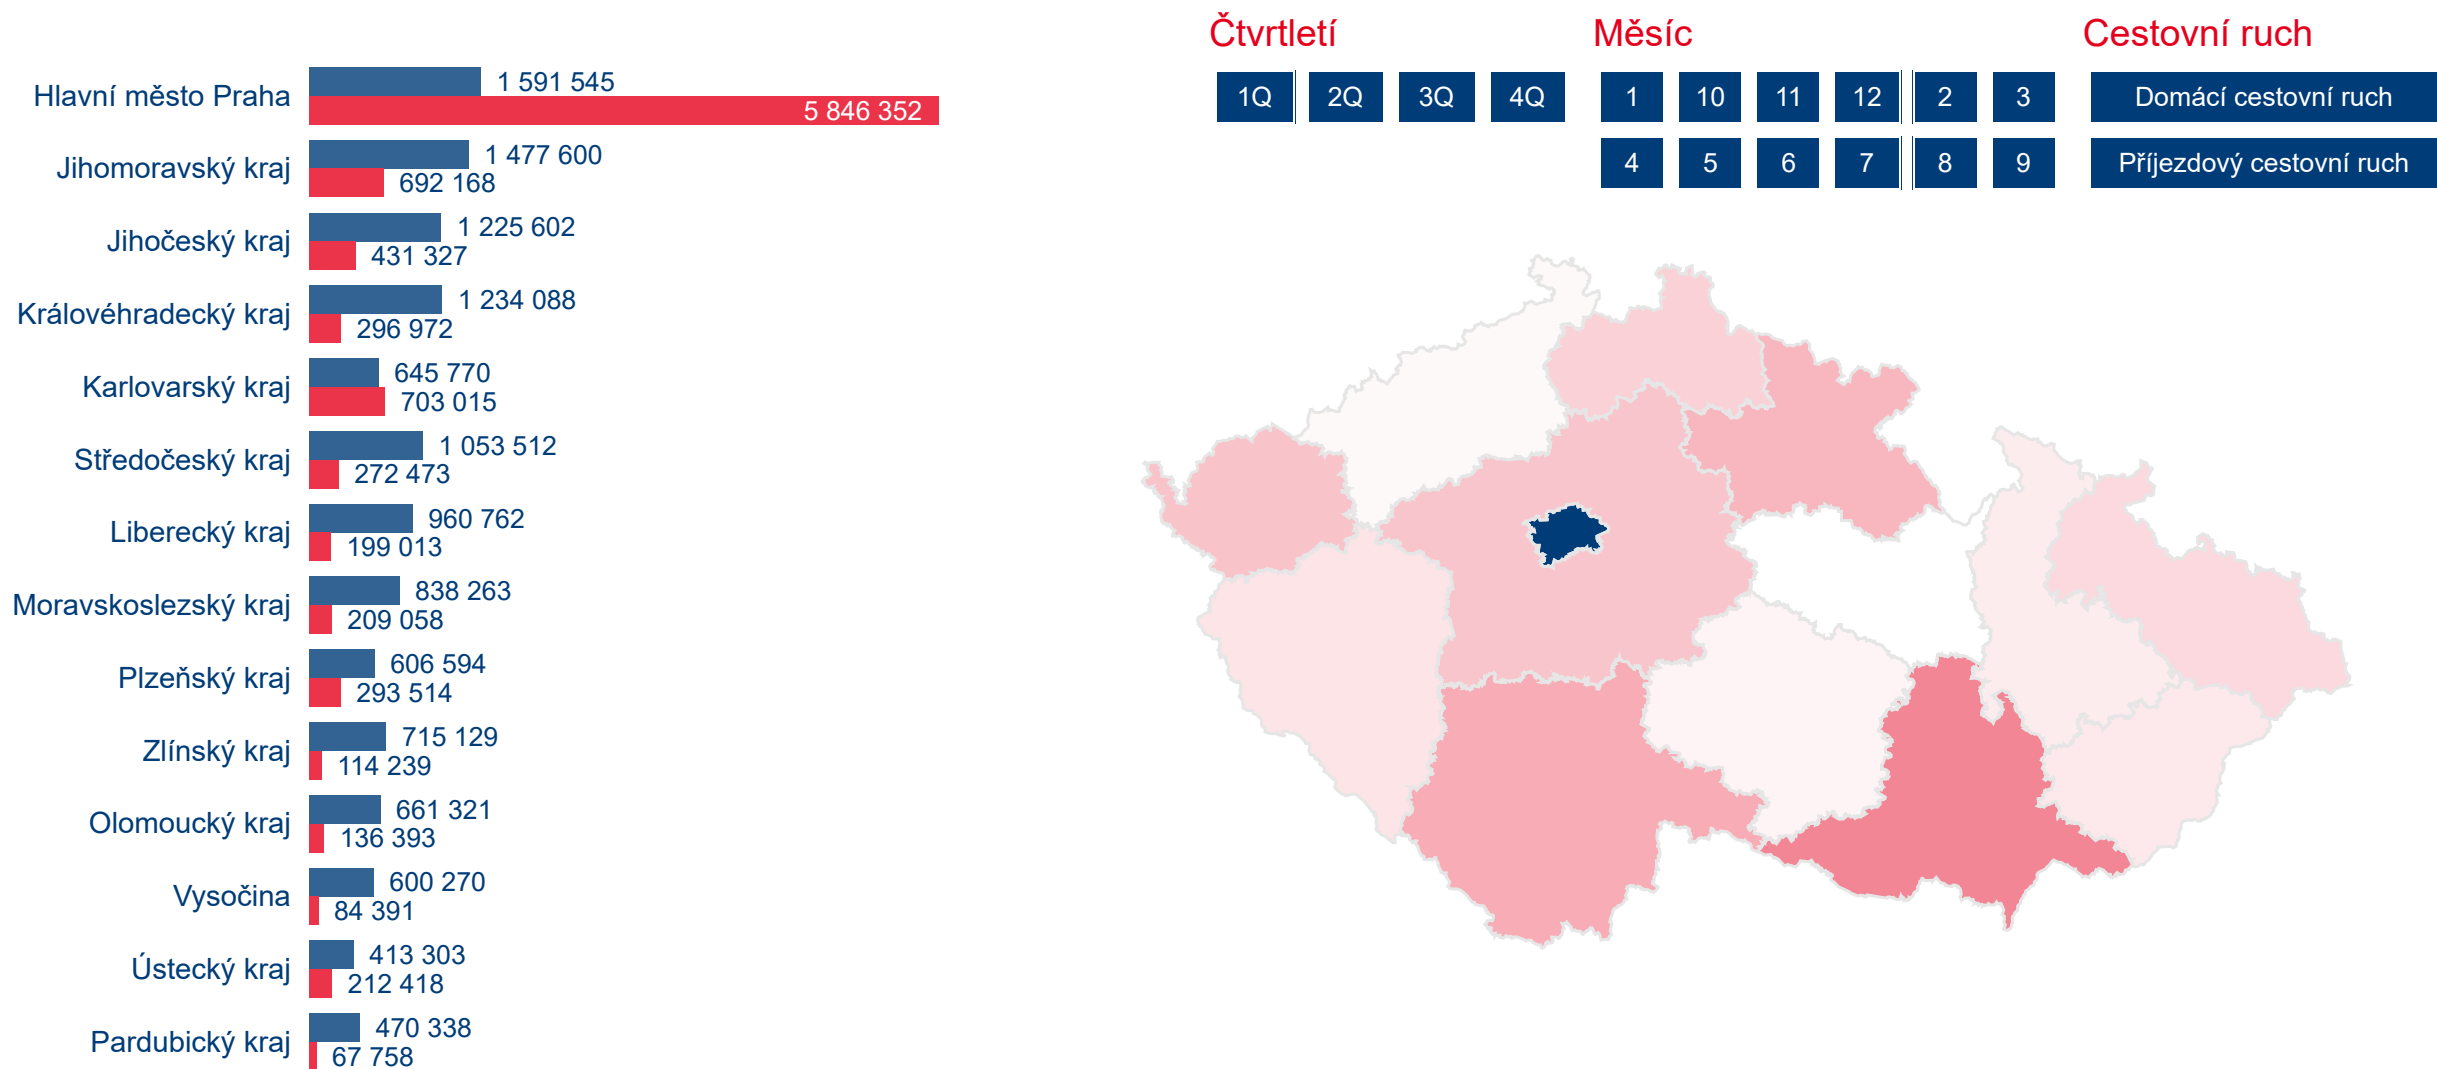 Hlavní město Praha
1 591 545
5 846 352
Jihomoravský kraj
1 477 600
692 168
Jihočeský kraj
1 225 602
431 327
Královéhradecký kraj
1 234 088
296 972
Karlovarský kraj
645 770
703 015
Středočeský kraj
1 053 512
272 473
Liberecký kraj
960 762
199 013
Moravskoslezský kraj
838 263
209 058
Plzeňský kraj
606 594
293 514
Zlínský kraj
715 129
114 239
Olomoucký kraj
661 321
136 393
Vysočina
600 270
84 391
Ústecký kraj
413 303
212 418
Pardubický kraj
470 338
67 758
Čtvrtletí
1Q 2Q 3Q 4Q
Měsíc
1 10 11 12 2 3
4 5 6 7 8 9
Cestovní ruch
Domácí cestovní ruch
Příjezdový cestovní ruch